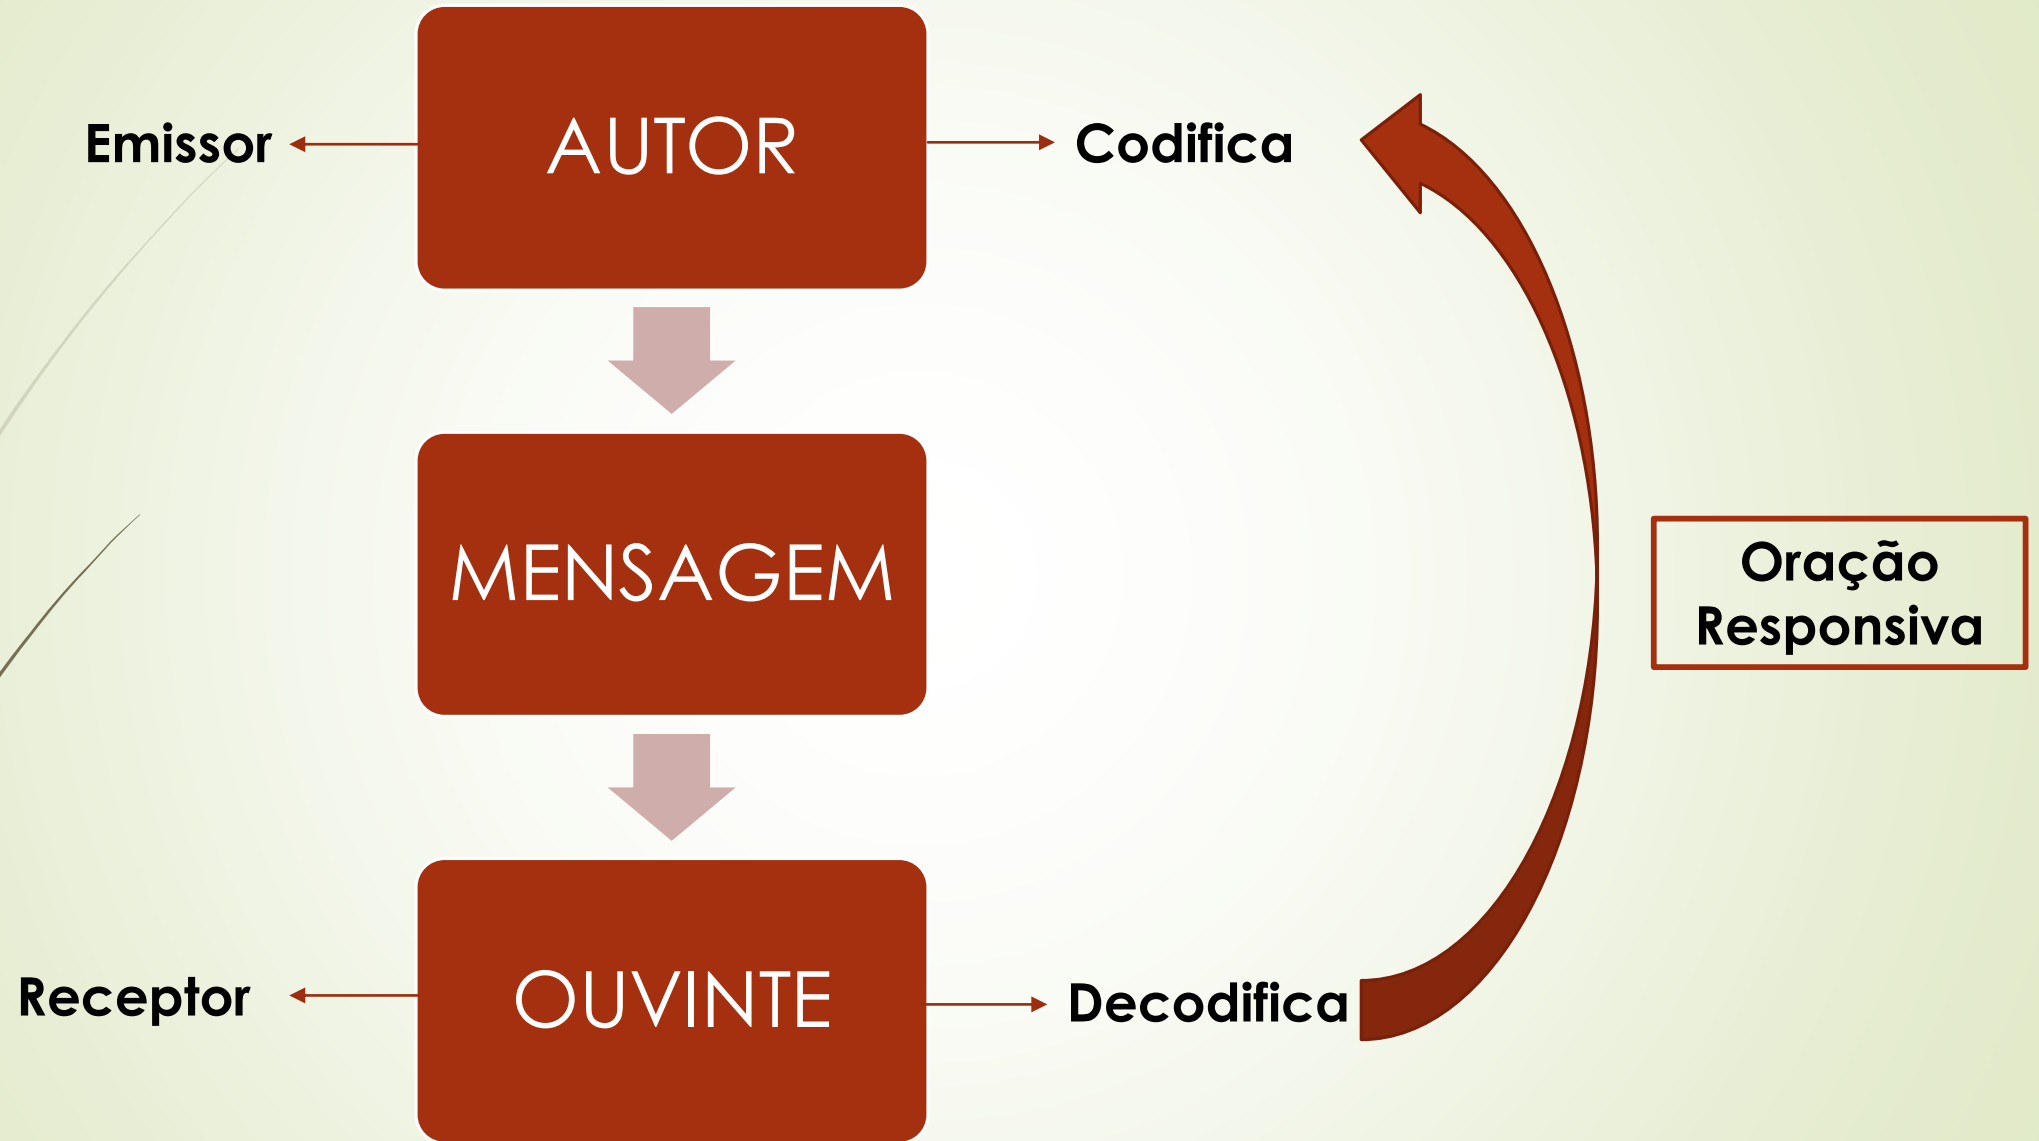 Emissor
AUTOR
Codifica
MENSAGEM
Oração
Responsiva
Receptor
OUVINTE
Decodifica